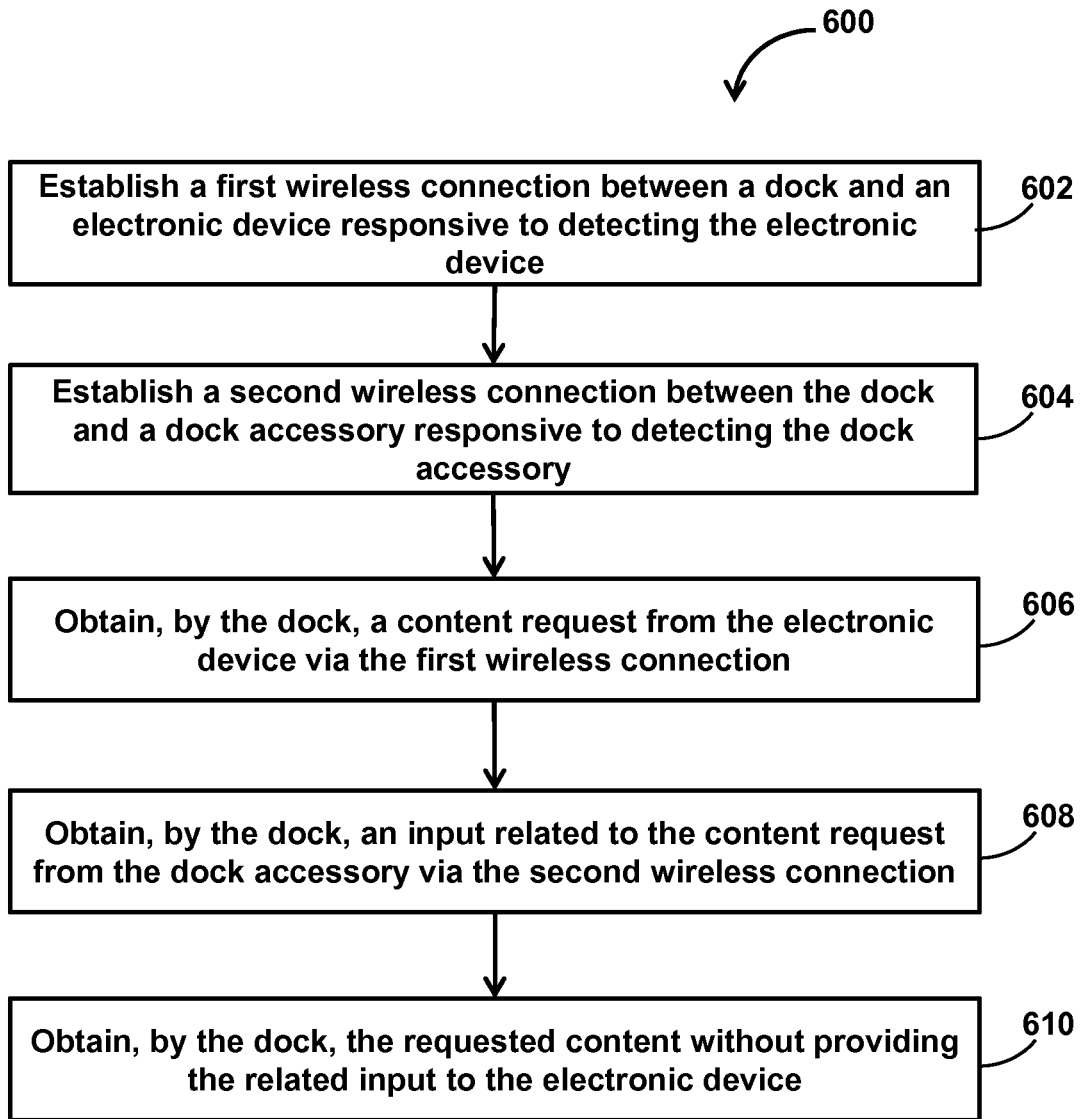 600
Establish a first wireless connection between a dock and an
electronic device responsive to detecting the electronic
device
602
Establish a second wireless connection between the dock
and a dock accessory responsive to detecting the dock
accessory
604
Obtain, by the dock, a content request from the electronic
device via the first wireless connection
606
Obtain, by the dock, an input related to the content request
from the dock accessory via the second wireless connection
608
Obtain, by the dock, the requested content without providing
the related input to the electronic device
610